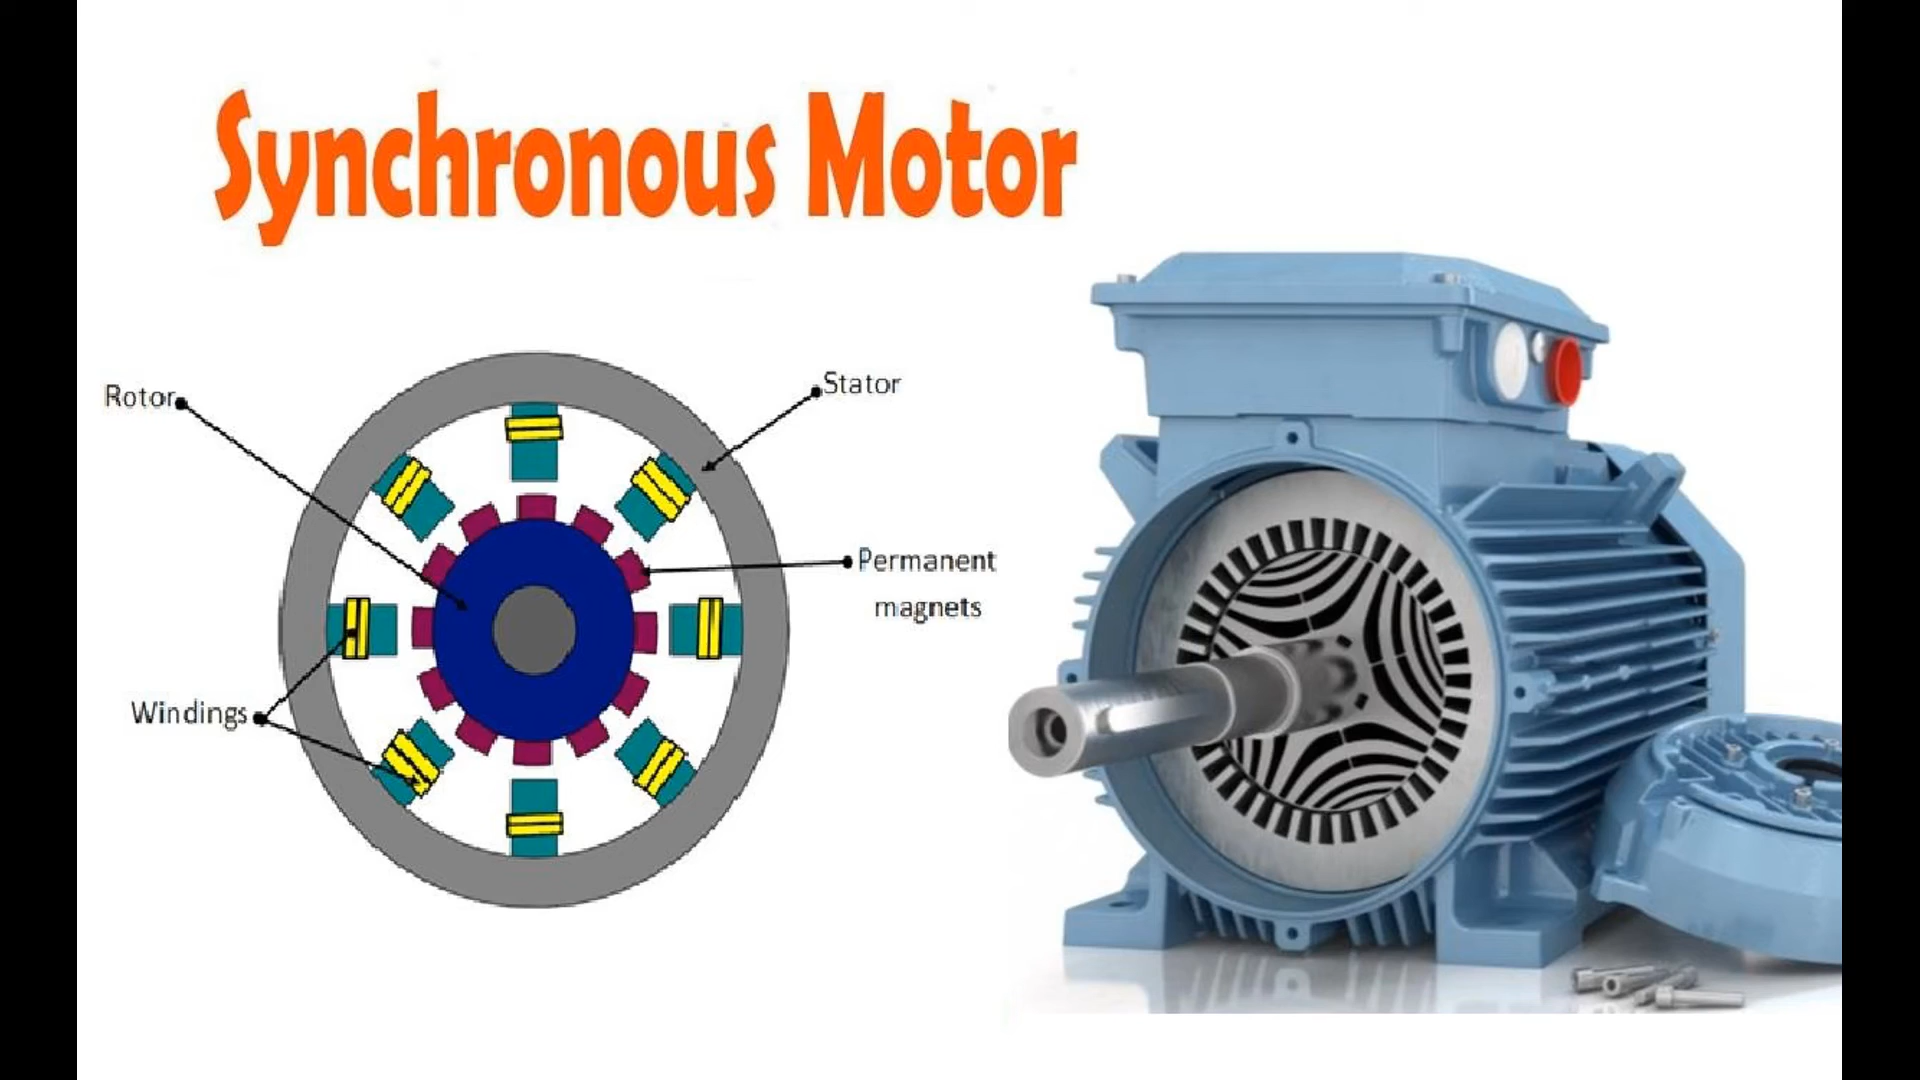 Synchronous Motor
Rotor
Stator
Permanent
magnets
Windings